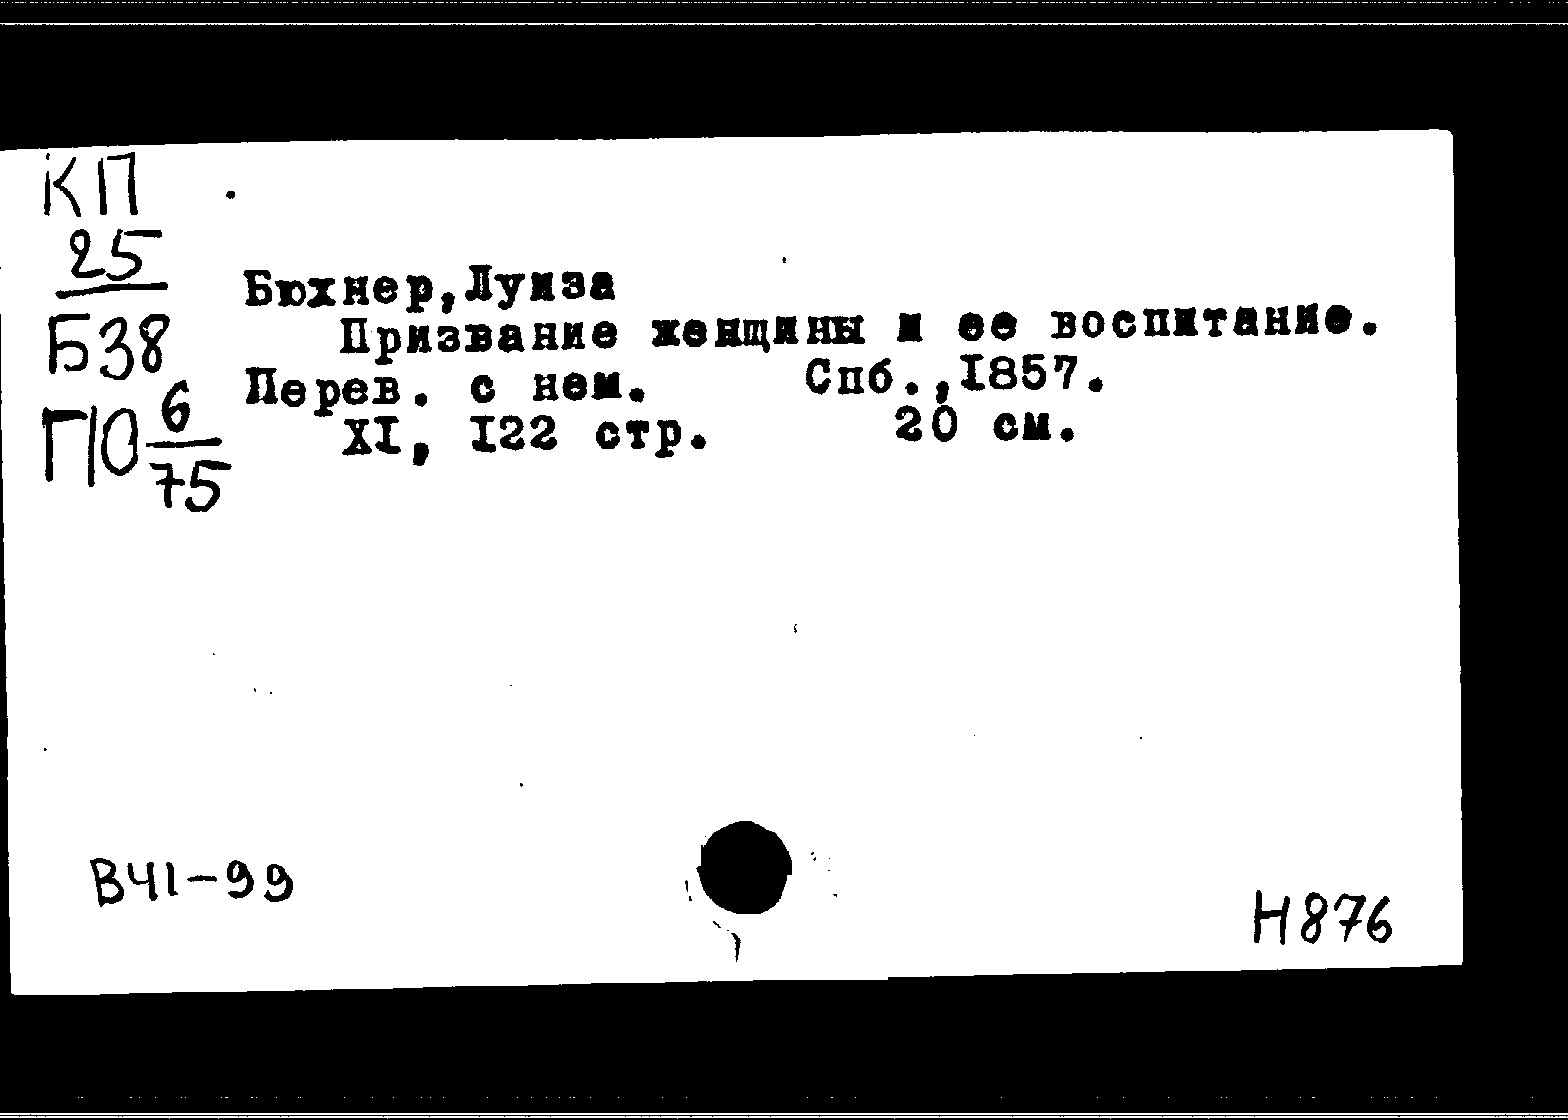 КП
25
Б38
ПЮ 6/75
Бюхнер,Луиза
Призвание женщины и ее воспитание.
Перев. с нем. Спб.,1857.
XI, 122 стр. 20 см.
В41-99
Н876